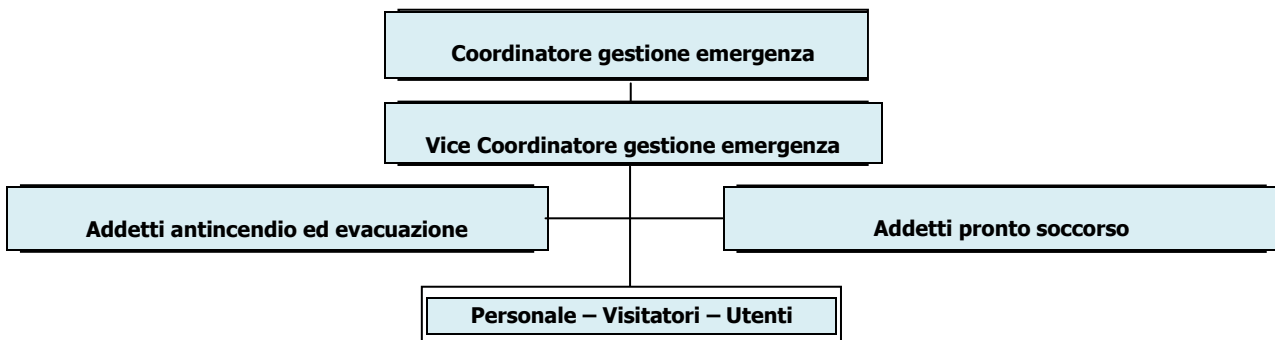 Coordinatore gestione emergenza
Vice Coordinatore gestione emergenza
Addetti antincendio ed evacuazione
Addetti pronto soccorso
Personale – Visitatori – Utenti